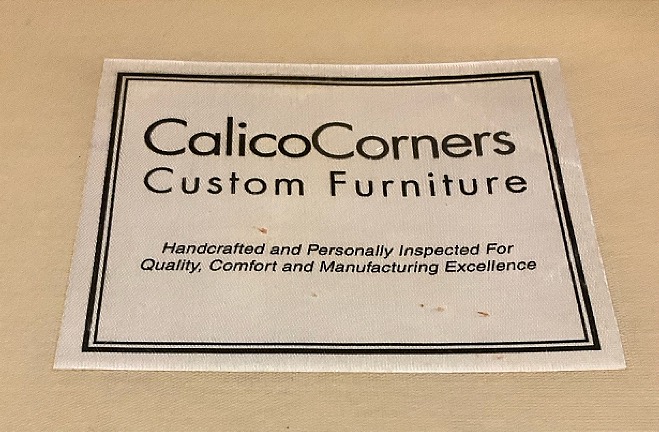 CalicoCorners
Custom Furniture
Handcrafted and Personally Inspected For
Quality, Comfort and Manufacturing Excellence